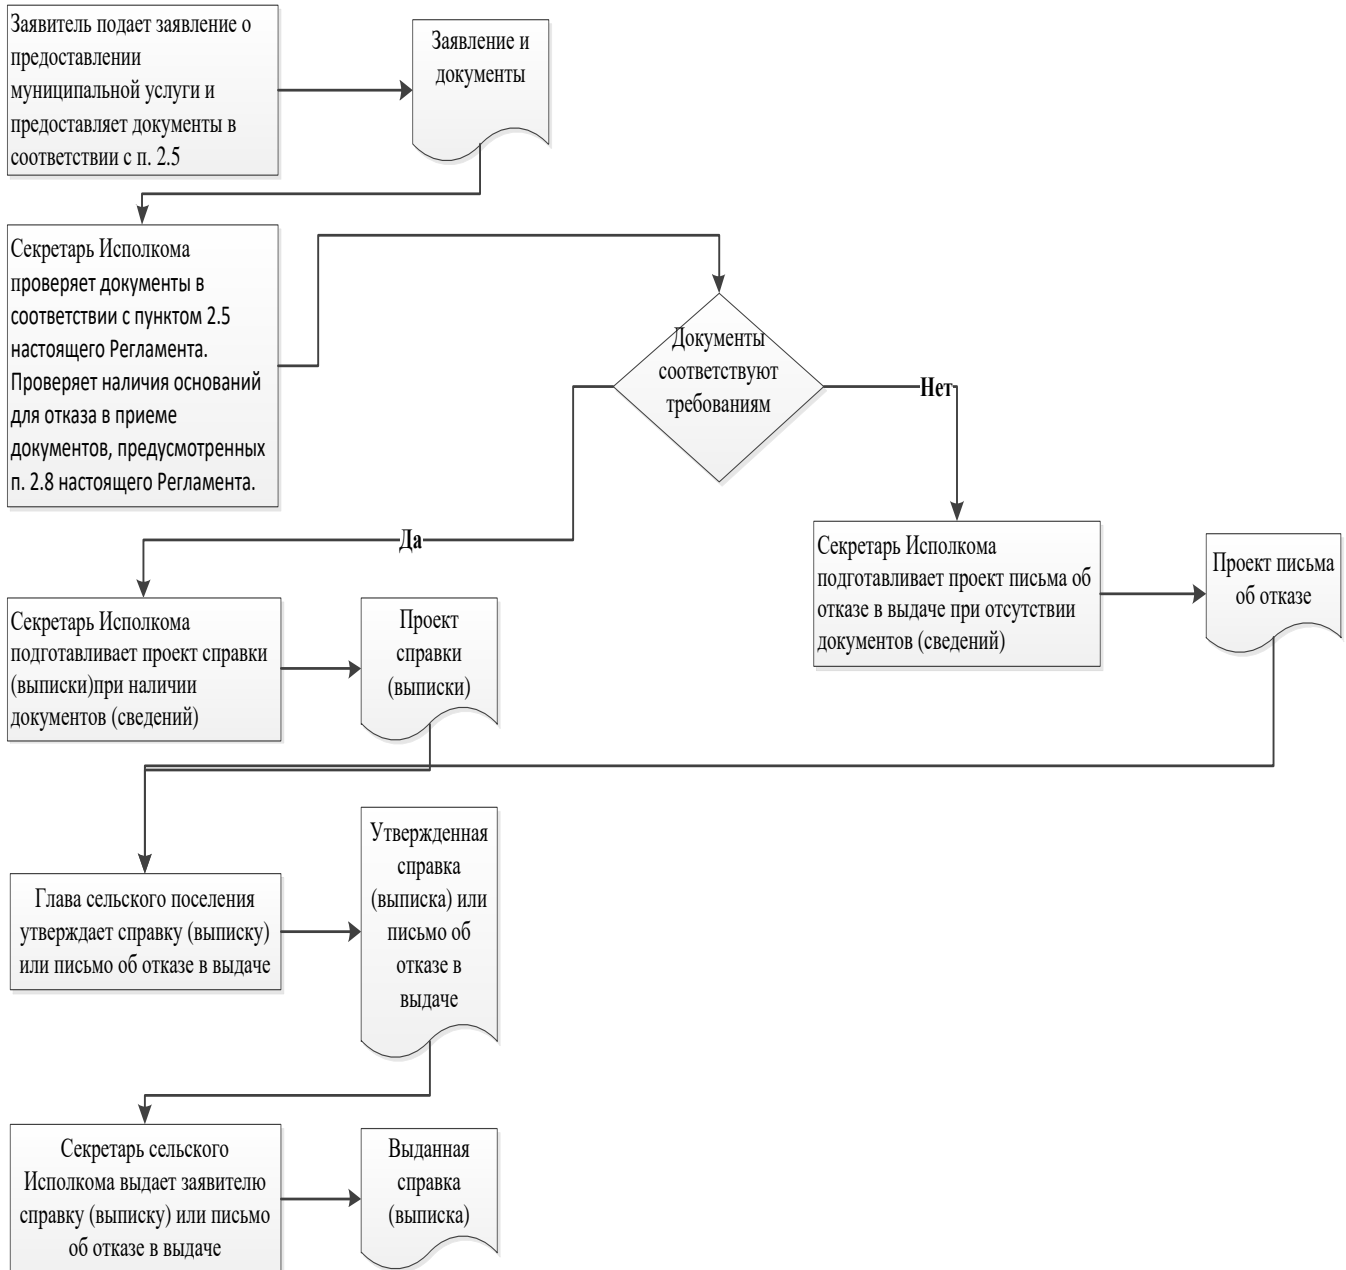 Заявитель подает заявление о
предоставлении
муниципальной услуги и
предоставляет документы в
соответствии с п. 2.5
Заявление и
документы
Секретарь Исполкома
проверяет документы в
соответствии с пунктом 2.5
настоящего Регламента.
Проверяет наличия оснований
для отказа в приеме
документов, предусмотренных
п. 2.8 настоящего Регламента.
Документы
соответствуют
требованиям
Нет
Да
Секретарь Исполкома
подготавливает проект письма об
отказе в выдаче при отсутствии
документов (сведений)
Проект письма
об отказе
Секретарь Исполкома
подготавливает проект справки
(выписки)при наличии
документов (сведений)
Проект
справки
(выписки)
Глава сельского поселения
утверждает справку (выписку)
или письмо об отказе в выдаче
Утвержденная
справка
(выписка) или
письмо об
отказе в
выдаче
Секретарь сельского
Исполкома выдает заявителю
справку (выписку) или письмо
об отказе в выдаче
Выданная
справка
(выписка)